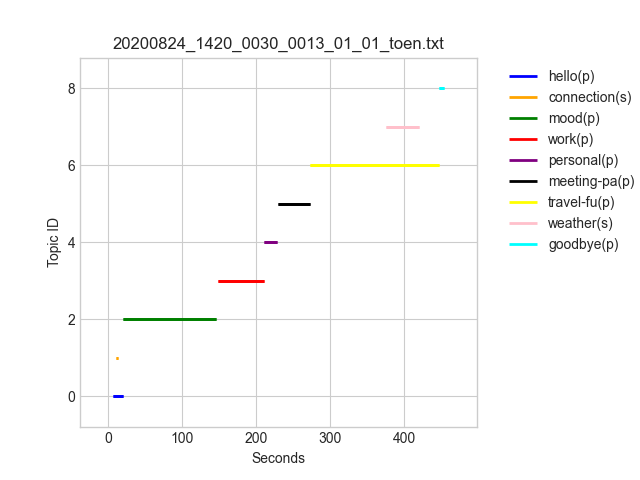 20200824_1420_0030_0013_01_01_toen.txt
hello(p)
connection(s)
mood(p)
work(p)
personal(p)
meeting-pa(p)
travel-fu(p)
weather(s)
goodbye(p)
Topic ID
8
6
4
2
0
0 100 200 300 400
Seconds